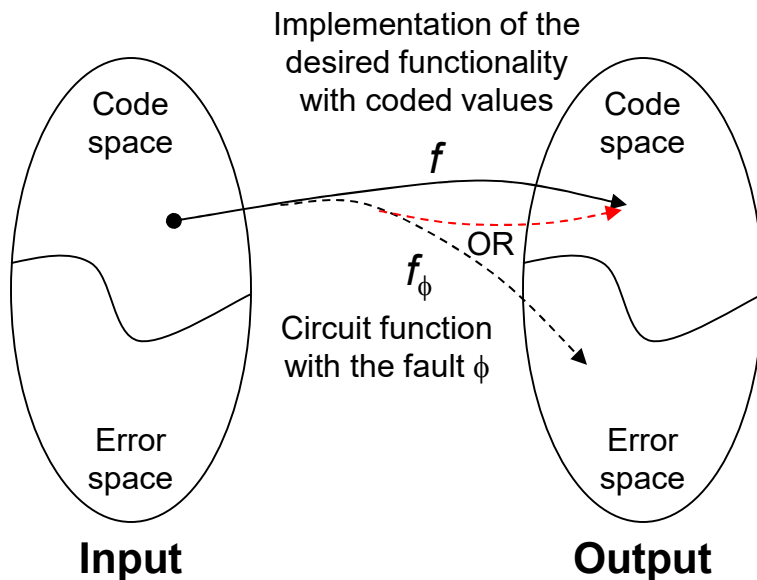 Implementation of the
desired functionality
with coded values
Code
space
Code
space
f
OR
fϕ
Circuit function
with the fault ϕ
Error
space
Error
space
Input
Output